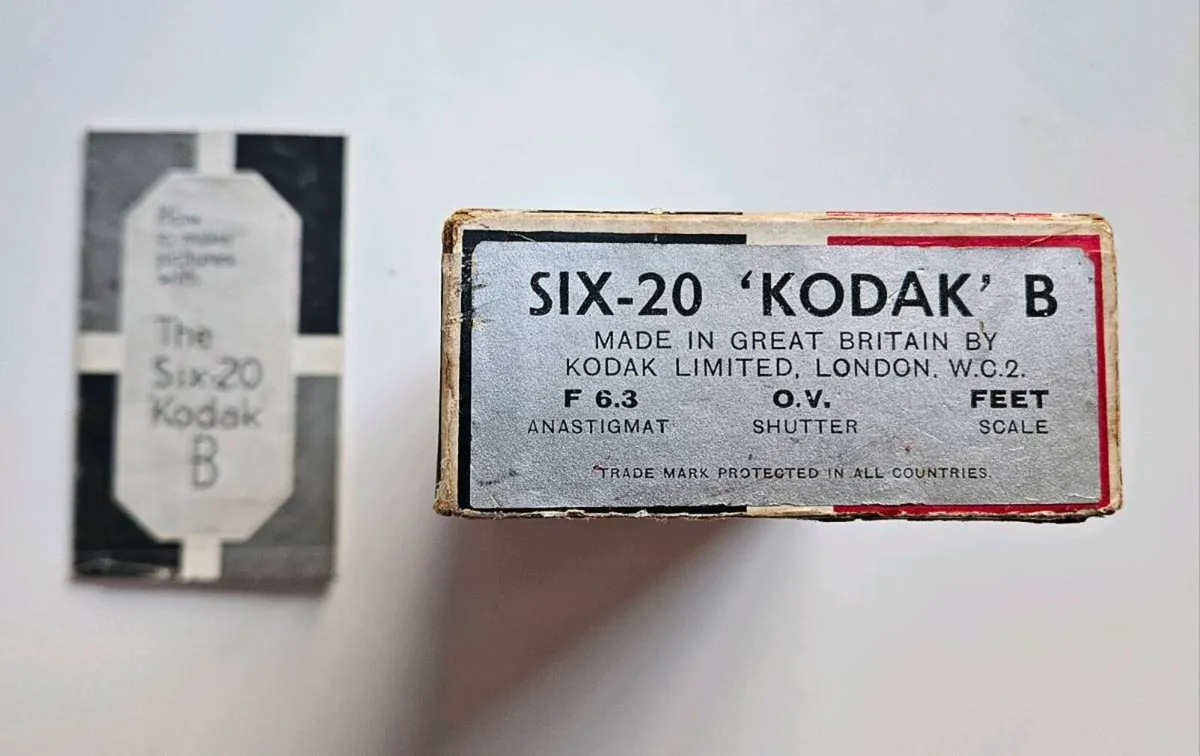 How
to make
pictures
with
The
Six-20
Kodak
B
SIX-20 'KODAK' B
MADE IN GREAT BRITAIN BY
KODAK LIMITED, LONDON. W.C.2.
F 6.3 O.V. FEET
ANASTIGMAT SHUTTER SCALE
TRADE MARK PROTECTED IN ALL COUNTRIES.